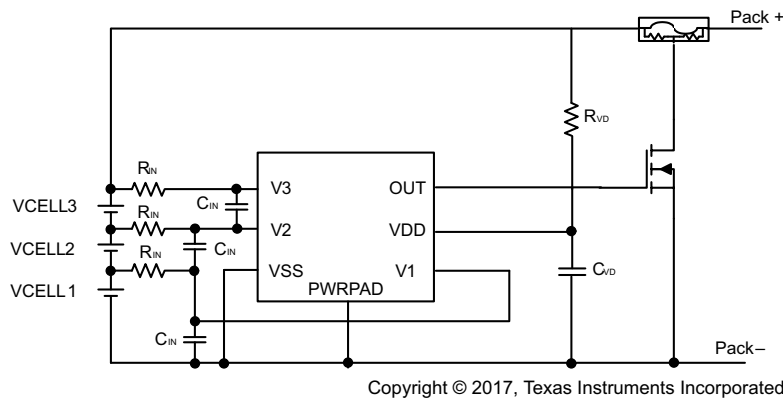 Pack +
RVD
RIN
V3
OUT
CIN
VCELL3
RIN
V2
VDD
VCELL2
CIN
RIN
VSS
V1
CVD
VCELL1
PWRPAD
CIN
Pack–
Copyright © 2017, Texas Instruments Incorporated